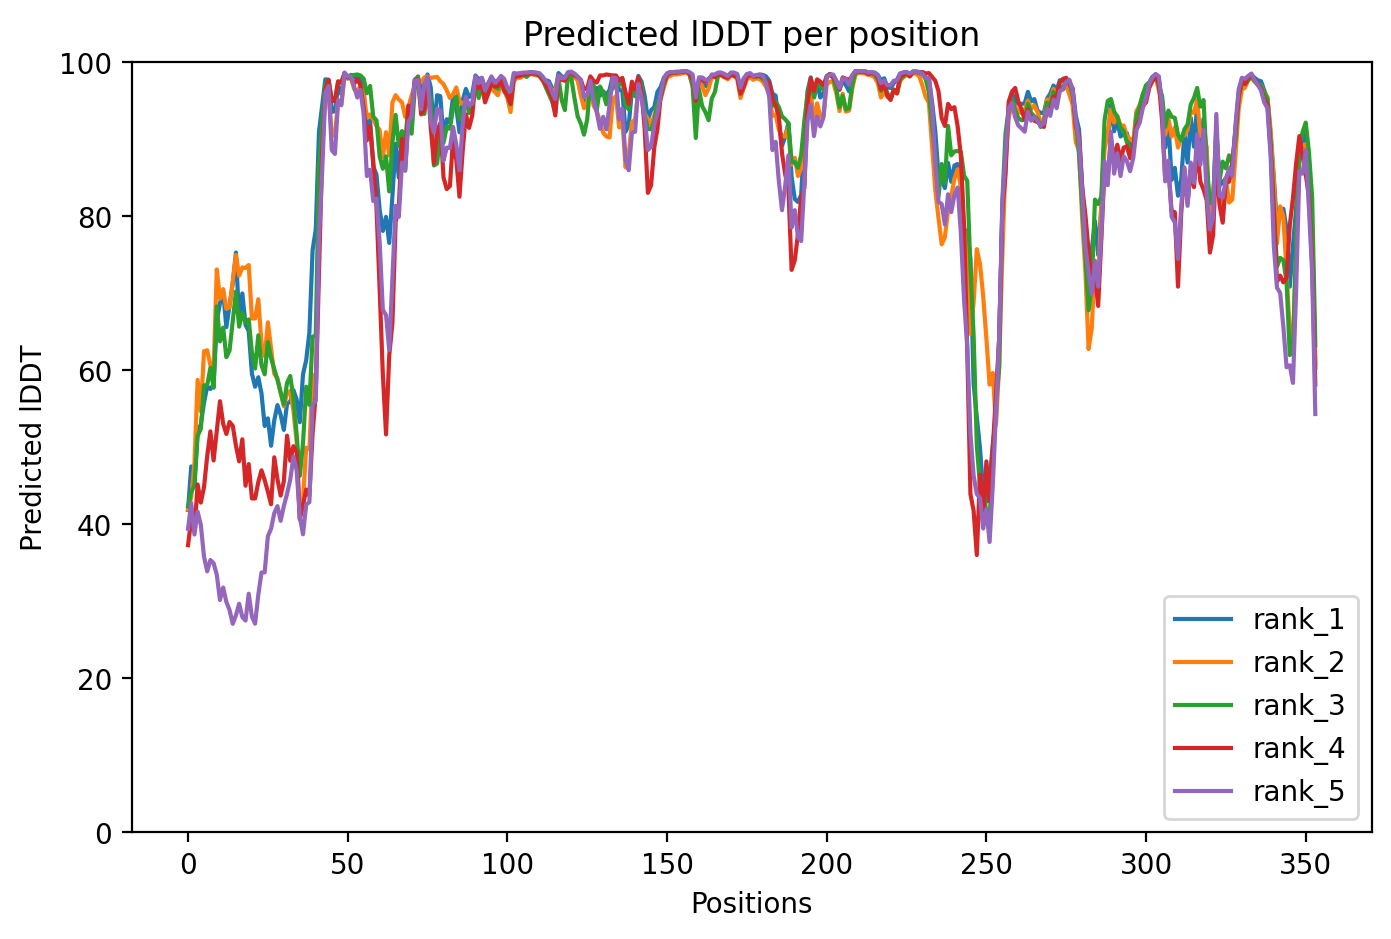 Predicted lDDT per position
100
80
60
40
20
0
Predicted lDDT
0 50 100 150 200 250 300 350
Positions
rank_1
rank_2
rank_3
rank_4
rank_5